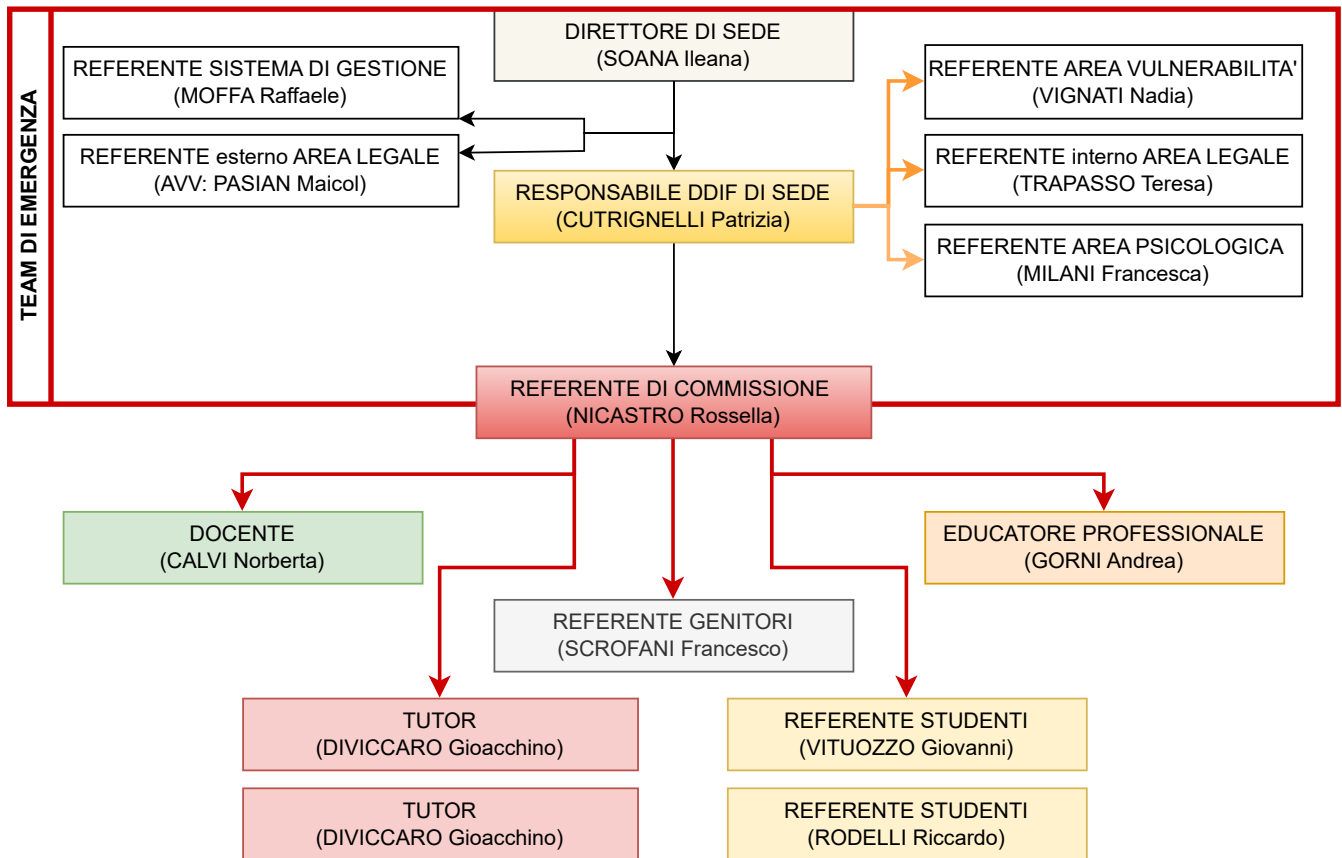 TEAM DI EMERGENZA
DIRETTORE DI SEDE
(SOANA Ileana)
REFERENTE SISTEMA DI GESTIONE
(MOFFA Raffaele)
REFERENTE esterno AREA LEGALE
(AVV: PASIAN Maicol)
RESPONSABILE DDIF DI SEDE
(CUTRIGNELLI Patrizia)
REFERENTE AREA VULNERABILITA'
(VIGNATI Nadia)
REFERENTE interno AREA LEGALE
(TRAPASSO Teresa)
REFERENTE AREA PSICOLOGICA
(MILANI Francesca)
REFERENTE DI COMMISSIONE
(NICASTRO Rossella)
DOCENTE
(CALVI Norberta)
EDUCATORE PROFESSIONALE
(GORNI Andrea)
REFERENTE GENITORI
(SCROFANI Francesco)
TUTOR
(DIVICCARO Gioacchino)
REFERENTE STUDENTI
(VITUOZZO Giovanni)
TUTOR
(DIVICCARO Gioacchino)
REFERENTE STUDENTI
(RODELLI Riccardo)